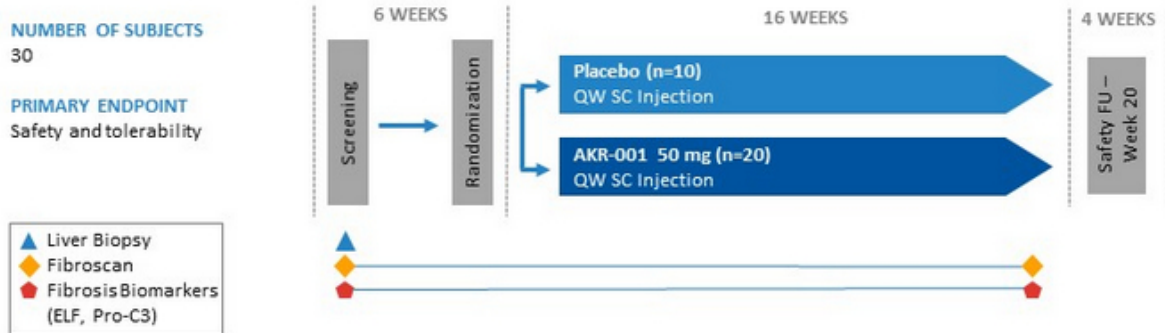 NUMBER OF SUBJECTS
30
PRIMARY ENDPOINT
Safety and tolerability
6 WEEKS
16 WEEKS
4 WEEKS
Screening
Randomization
Placebo (n=10)
QW SC Injection
AKR-001 50 mg (n=20)
QW SC Injection
Safety FU –
Week 20
Liver Biopsy
Fibroscan
Fibrosis Biomarkers
(ELF, Pro-C3)